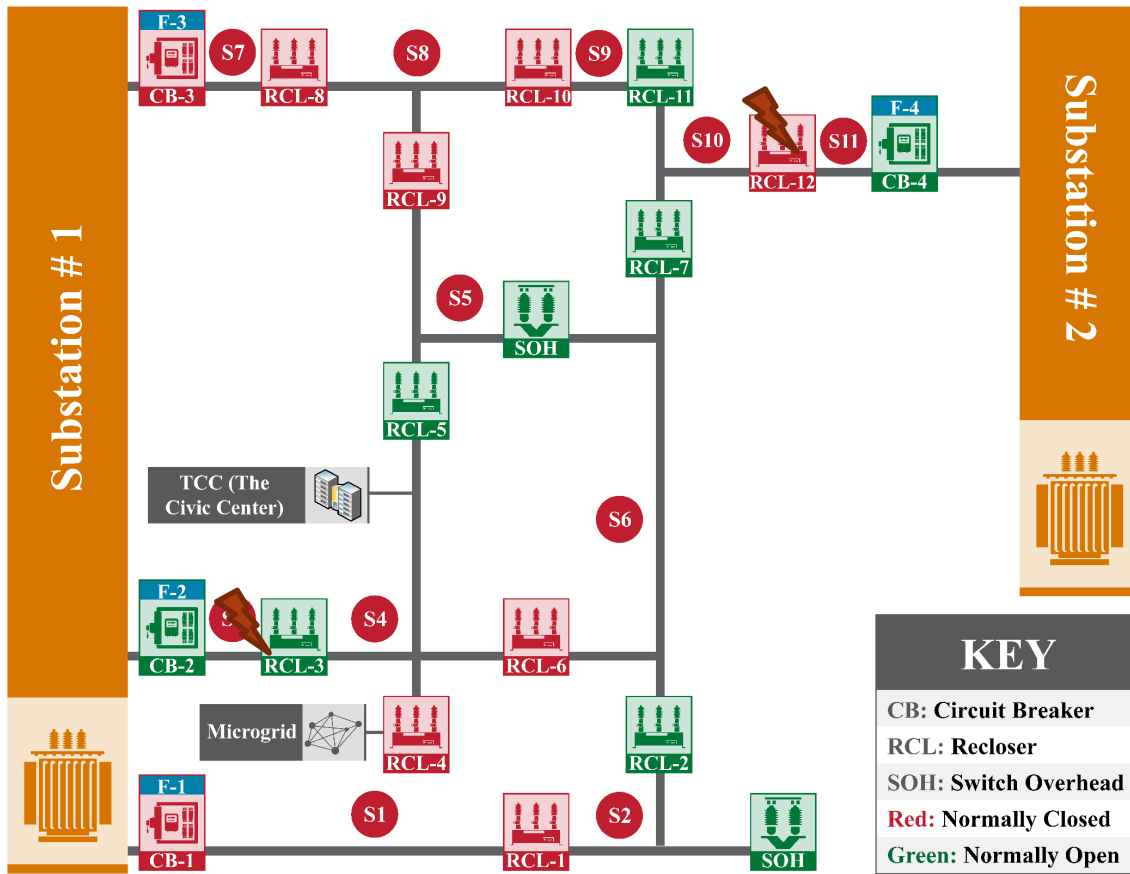 Substation # 1
F-3
CB-3
S7
RCL-8
S8
RCL-10
S9
RCL-11
Substation # 2
S10
RCL-12
S11
F-4
CB-4
RCL-9
RCL-7
S5
SOH
RCL-5
TCC (The
Civic Center)
S6
F-2
CB-2
RCL-3
S4
RCL-6
Microgrid
RCL-4
RCL-2
F-1
CB-1
S1
RCL-1
S2
SOH
KEY
CB: Circuit Breaker
RCL: Recloser
SOH: Switch Overhead
Red: Normally Closed
Green: Normally Open